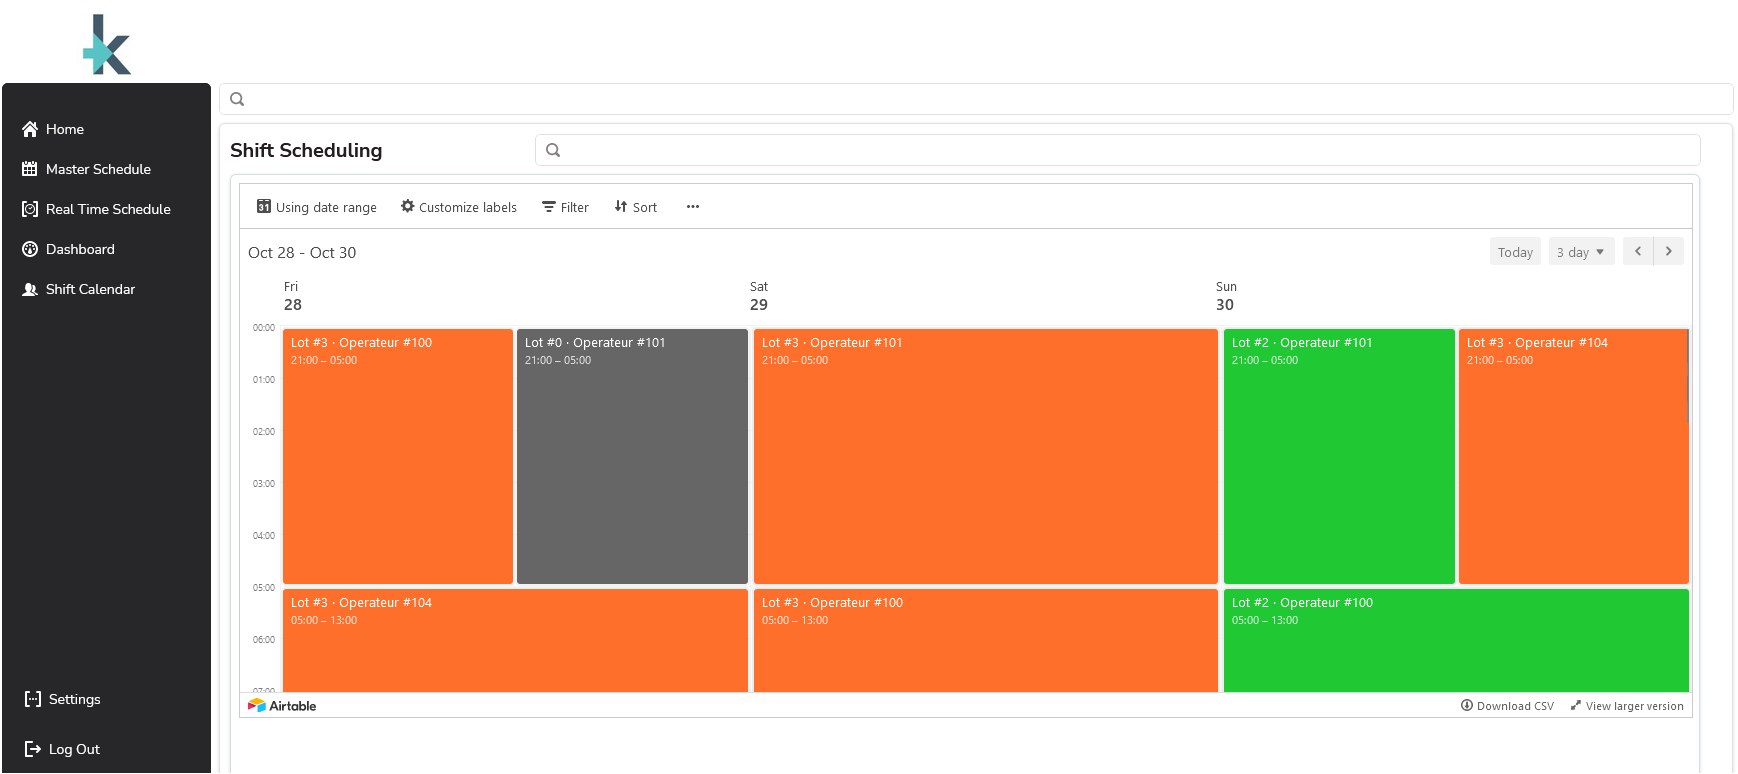 Home
Master Schedule
Real Time Schedule
Dashboard
Shift Calendar
Settings
Log Out
Shift Scheduling
31 Using date range Customize labels Filter Sort ···
Oct 28 - Oct 30
Today 3 day
Fri Sat Sun
28 29 30
00:00
01:00
02:00
03:00
04:00
05:00
06:00
07:00
Lot #3 · Operateur #100
21:00 – 05:00
Lot #0 · Operateur #101
21:00 – 05:00
Lot #3 · Operateur #101
21:00 – 05:00
Lot #2 · Operateur #101
21:00 – 05:00
Lot #3 · Operateur #104
21:00 – 05:00
Lot #3 · Operateur #104
05:00 – 13:00
Lot #3 · Operateur #100
05:00 – 13:00
Lot #2 · Operateur #100
05:00 – 13:00
Airtable
Download CSV View larger version